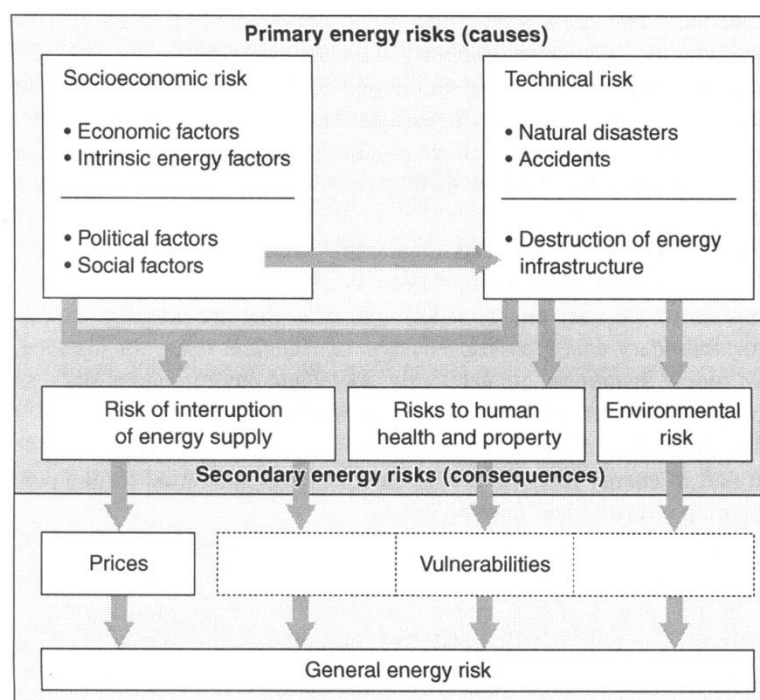 Primary energy risks (causes)
Socioeconomic risk
• Economic factors
• Intrinsic energy factors
• Political factors
• Social factors
Technical risk
• Natural disasters
• Accidents
• Destruction of energy
infrastructure
Risk of interruption
of energy supply
Risks to human
health and property
Environmental
risk
Secondary energy risks (consequences)
Prices
Vulnerabilities
General energy risk